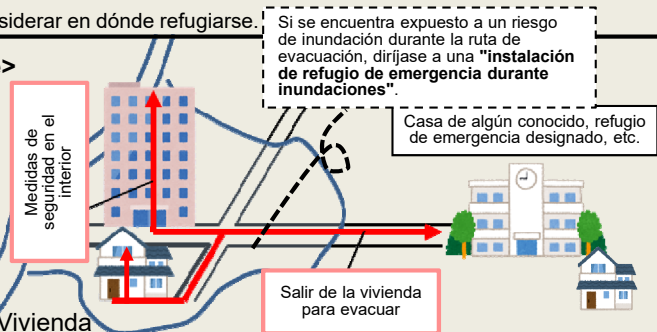 siderar en dónde refugiarse.
Si se encuentra expuesto a un riesgo
de inundación durante la ruta de
evacuación, diríjase a una "instalación
de refugio de emergencia durante
inundaciones".
>
Medidas de
seguridad en el
interior
Casa de algún conocido, refugio
de emergencia designado, etc.
Salir de la vivienda
para evacuar
Vivienda